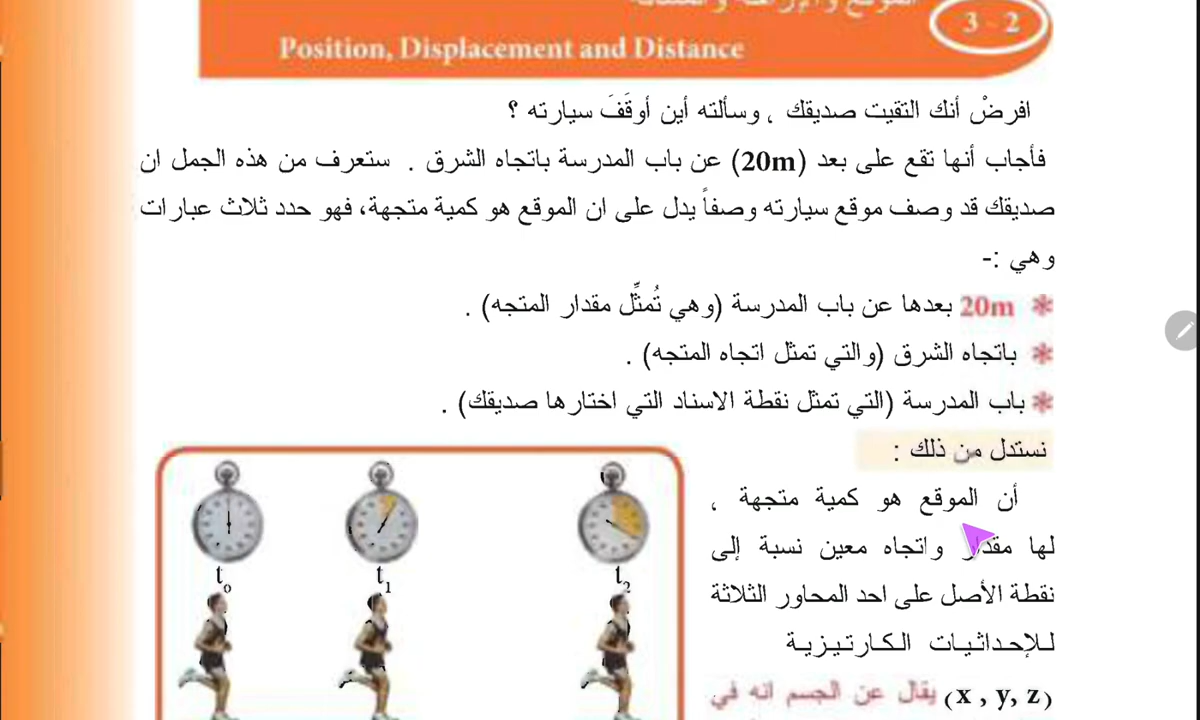 3 - 2
Position, Displacement and Distance
افرضْ أنك التقيت صديقك ، وسألته أين أوقَفَ سيارته ؟
فأجاب أنها تقع على بعد (20m) عن باب المدرسة باتجاه الشرق . ستعرف من هذه الجمل ان
صديقك قد وصف موقع سيارته وصفاً يدل على ان الموقع هو كمية متجهة، فهو حدد ثلاث عبارات
وهي :-
* 20m بعدها عن باب المدرسة (وهي تُمثِّل مقدار المتجه) .
* باتجاه الشرق (والتي تمثل اتجاه المتجه) .
* باب المدرسة (التي تمثل نقطة الاسناد التي اختارها صديقك) .
نستدل من ذلك :
أن الموقع هو كمية متجهة ،
لها مقدار واتجاه معين نسبة إلى
نقطة الأصل على احد المحاور الثلاثة
للإحداثيات الكارتيزية
(x , y, z) يقال عن الجسم انه في
t₀ t₁ t₂